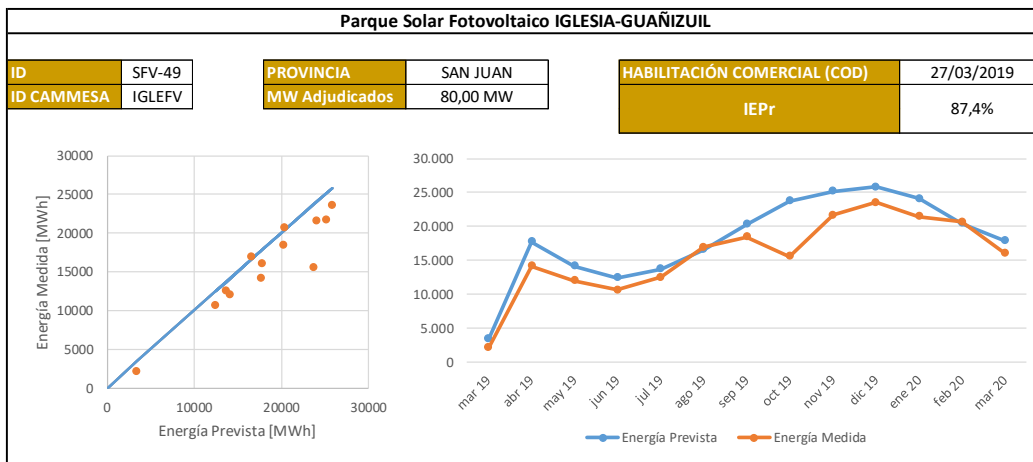 Parque Solar Fotovoltaico IGLESIA-GUAÑIZUIL
ID SFV-49 PROVINCIA SAN JUAN HABILITACIÓN COMERCIAL (COD) 27/03/2019
ID CAMMESA IGLEFV MW Adjudicados 80,00 MW IEPr 87,4%
Energía Medida [MWh]
30000
25000
20000
15000
10000
5000
0
0 10000 20000 30000
Energía Prevista [MWh]
30.000
25.000
20.000
15.000
10.000
5.000
0
mar 19 abr 19 may 19 jun 19 jul 19 ago 19 sep 19 oct 19 nov 19 dic 19 ene 20 feb 20 mar 20
Energía Prevista Energía Medida